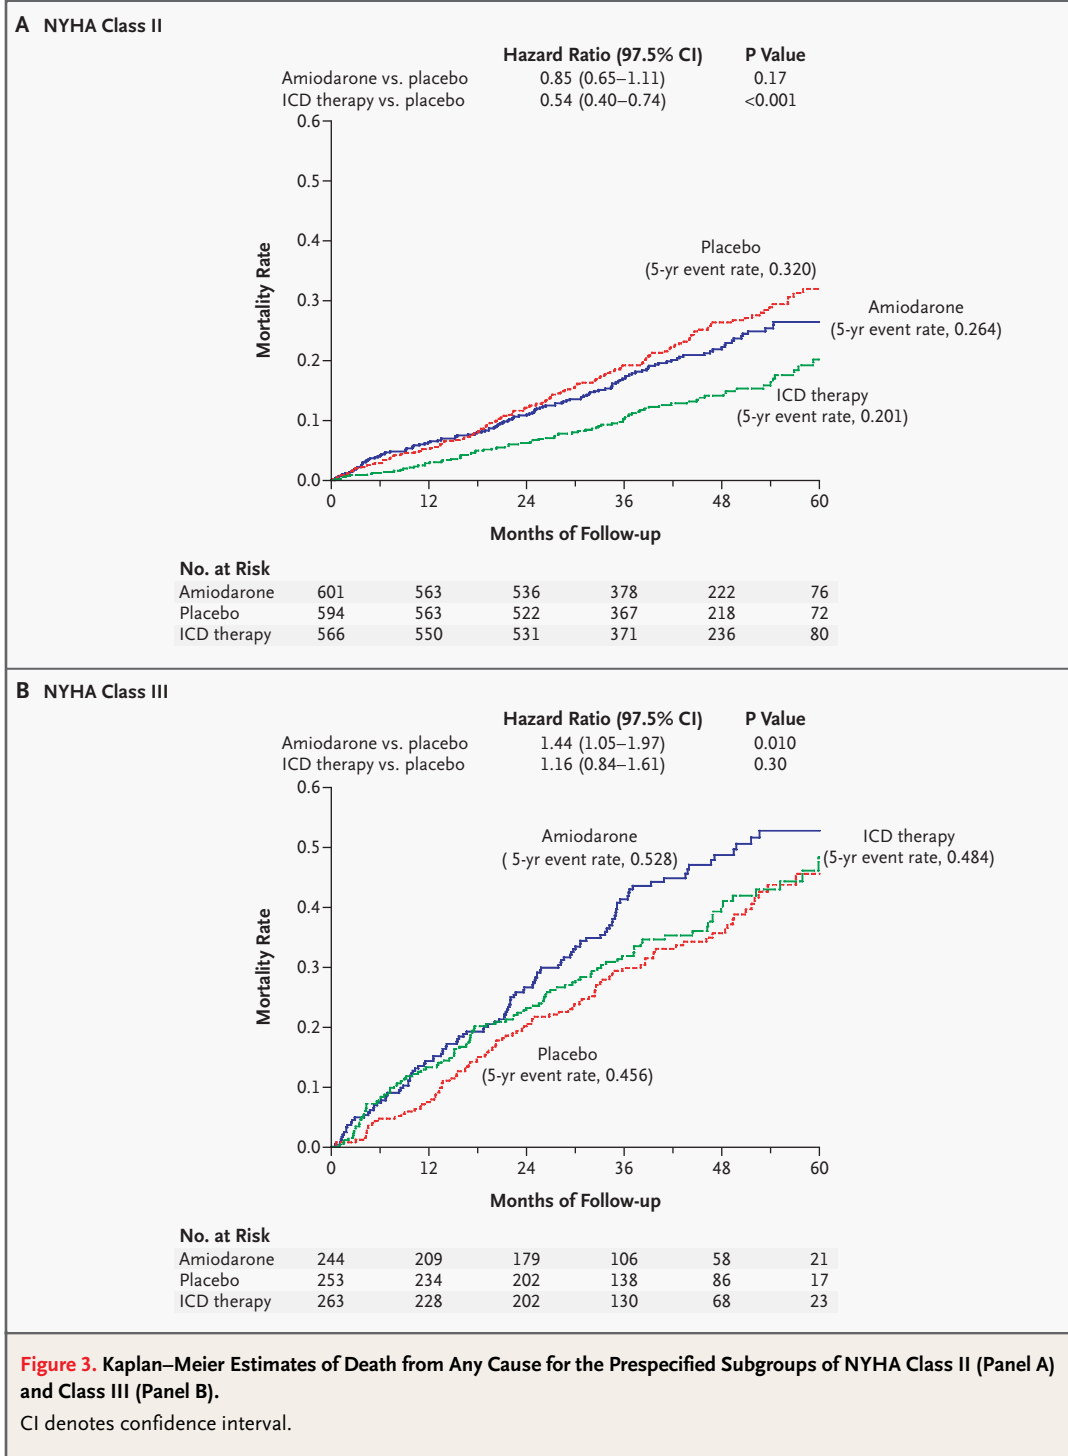 A NYHA Class II
Hazard Ratio (97.5% CI) P Value
Amiodarone vs. placebo 0.85 (0.65–1.11) 0.17
ICD therapy vs. placebo 0.54 (0.40–0.74) <0.001
0.6
0.5
0.4
0.3
0.2
0.1
0.0
Mortality Rate
Placebo
(5-yr event rate, 0.320)
Amiodarone
(5-yr event rate, 0.264)
ICD therapy
(5-yr event rate, 0.201)
0 12 24 36 48 60
Months of Follow-up
No. at Risk
Amiodarone 601 563 536 378 222 76
Placebo 594 563 522 367 218 72
ICD therapy 566 550 531 371 236 80
B NYHA Class III
Hazard Ratio (97.5% CI) P Value
Amiodarone vs. placebo 1.44 (1.05–1.97) 0.010
ICD therapy vs. placebo 1.16 (0.84–1.61) 0.30
0.6
0.5
0.4
0.3
0.2
0.1
0.0
Mortality Rate
Amiodarone
( 5-yr event rate, 0.528)
ICD therapy
(5-yr event rate, 0.484)
Placebo
(5-yr event rate, 0.456)
0 12 24 36 48 60
Months of Follow-up
No. at Risk
Amiodarone 244 209 179 106 58 21
Placebo 253 234 202 138 86 17
ICD therapy 263 228 202 130 68 23
Figure 3. Kaplan–Meier Estimates of Death from Any Cause for the Prespecified Subgroups of NYHA Class II (Panel A)
and Class III (Panel B).
CI denotes confidence interval.